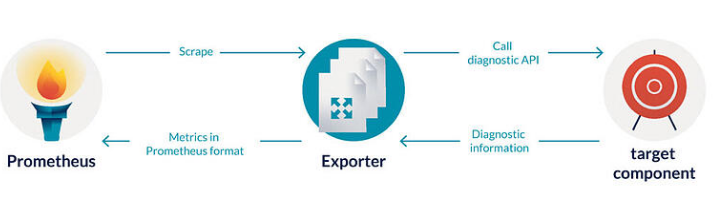 Scrape
Call
diagnostic API
Metrics in
Prometheus format
Diagnostic
information
Prometheus
Exporter
target
component